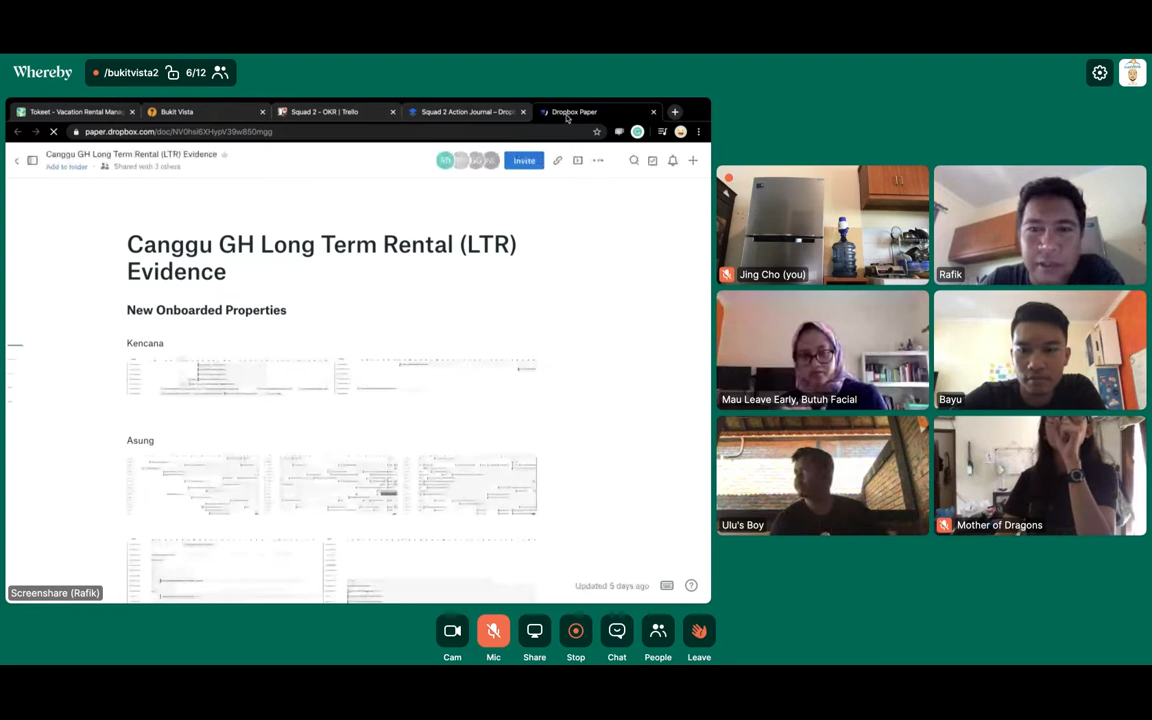 Whereby
/bukitvista2
6/12
Tokeet - Vacation Rental Mana
Bukit Vista
Squad 2 - OKR | Trello
Squad 2 Action Journal – Drop
Dropbox Paper
paper.dropbox.com/doc/NV0hsl6XHypV39w850mgg
Canggu GH Long Term Rental (LTR) Evidence
Add to folder
Shared with 3 others
Invite
Canggu GH Long Term Rental (LTR)
Evidence
New Onboarded Properties
Kencana
Asung
Updated 5 days ago
Screenshare (Rafik)
Jing Cho (you)
Rafik
Mau Leave Early, Butuh Facial
Bayu
Ulu's Boy
Mother of Dragons
Cam
Mic
Share
Stop
Chat
People
Leave